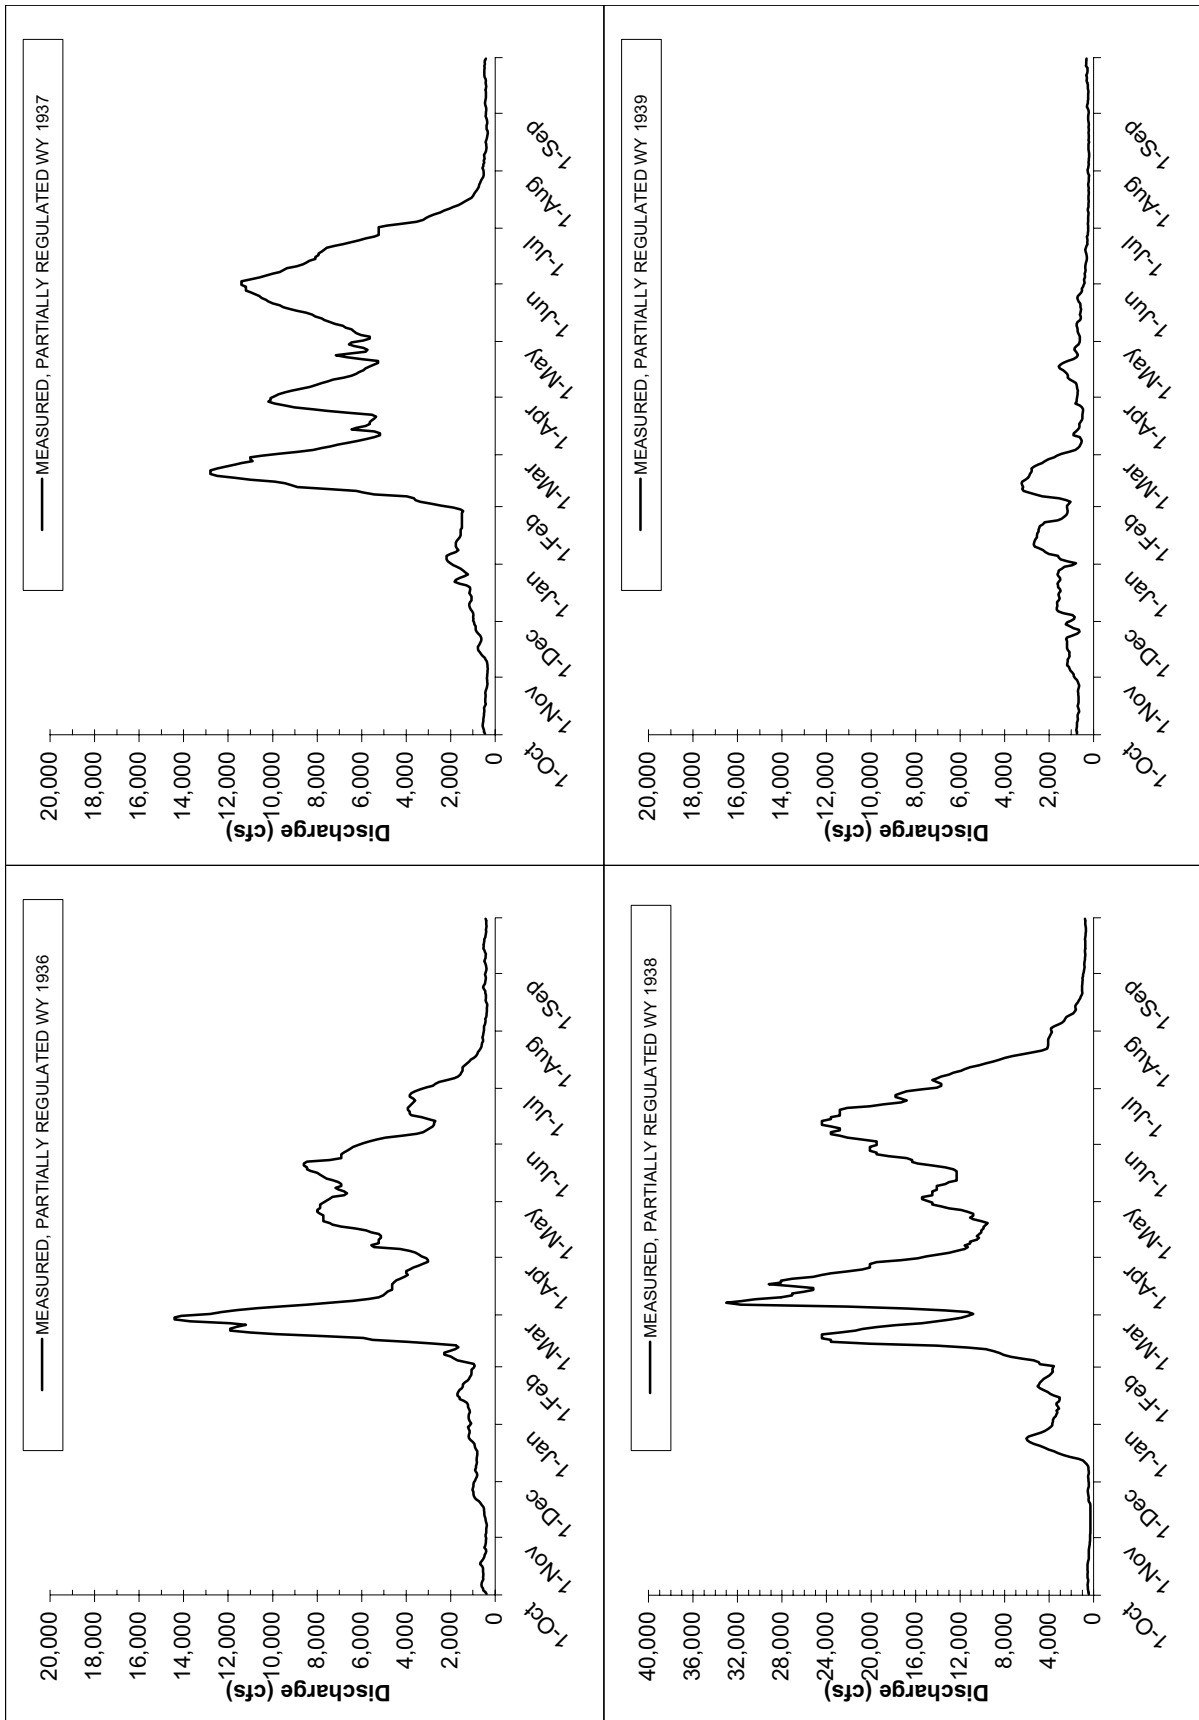 MEASURED, PARTIALLY REGULATED WY 1936
Discharge (cfs)
20,000
18,000
16,000
14,000
12,000
10,000
8,000
6,000
4,000
2,000
0
1-Oct
1-Nov
1-Dec
1-Jan
1-Feb
1-Mar
1-Apr
1-May
1-Jun
1-Jul
1-Aug
1-Sep
MEASURED, PARTIALLY REGULATED WY 1937
Discharge (cfs)
20,000
18,000
16,000
14,000
12,000
10,000
8,000
6,000
4,000
2,000
0
1-Oct
1-Nov
1-Dec
1-Jan
1-Feb
1-Mar
1-Apr
1-May
1-Jun
1-Jul
1-Aug
1-Sep
MEASURED, PARTIALLY REGULATED WY 1938
Discharge (cfs)
40,000
36,000
32,000
28,000
24,000
20,000
16,000
12,000
8,000
4,000
0
1-Oct
1-Nov
1-Dec
1-Jan
1-Feb
1-Mar
1-Apr
1-May
1-Jun
1-Jul
1-Aug
1-Sep
MEASURED, PARTIALLY REGULATED WY 1939
Discharge (cfs)
20,000
18,000
16,000
14,000
12,000
10,000
8,000
6,000
4,000
2,000
0
1-Oct
1-Nov
1-Dec
1-Jan
1-Feb
1-Mar
1-Apr
1-May
1-Jun
1-Jul
1-Aug
1-Sep